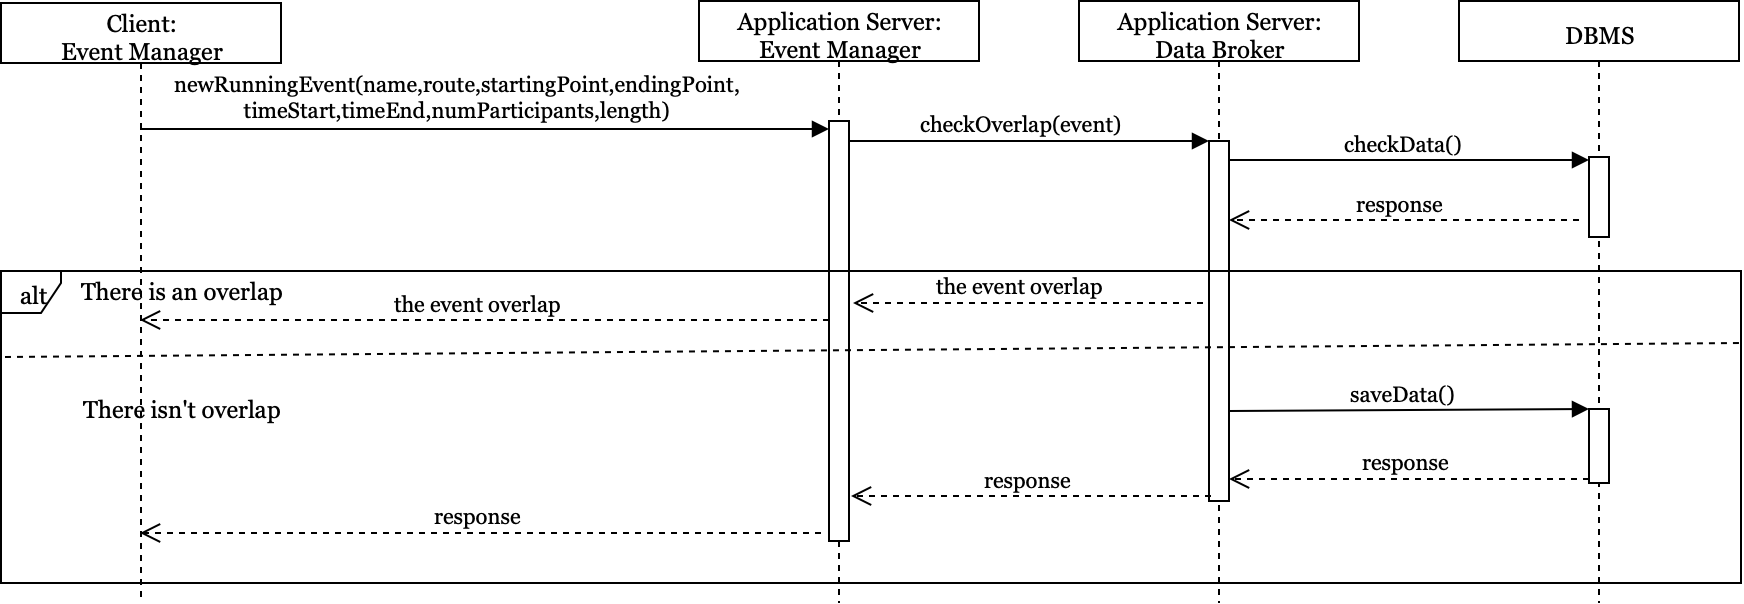 Client:
Event Manager
Application Server:
Event Manager
Application Server:
Data Broker
DBMS
newRunningEvent(name,route,startingPoint,endingPoint,
timeStart,timeEnd,numParticipants,length)
checkOverlap(event)
checkData()
response
alt
There is an overlap
the event overlap
the event overlap
There isn't overlap
saveData()
response
response
response